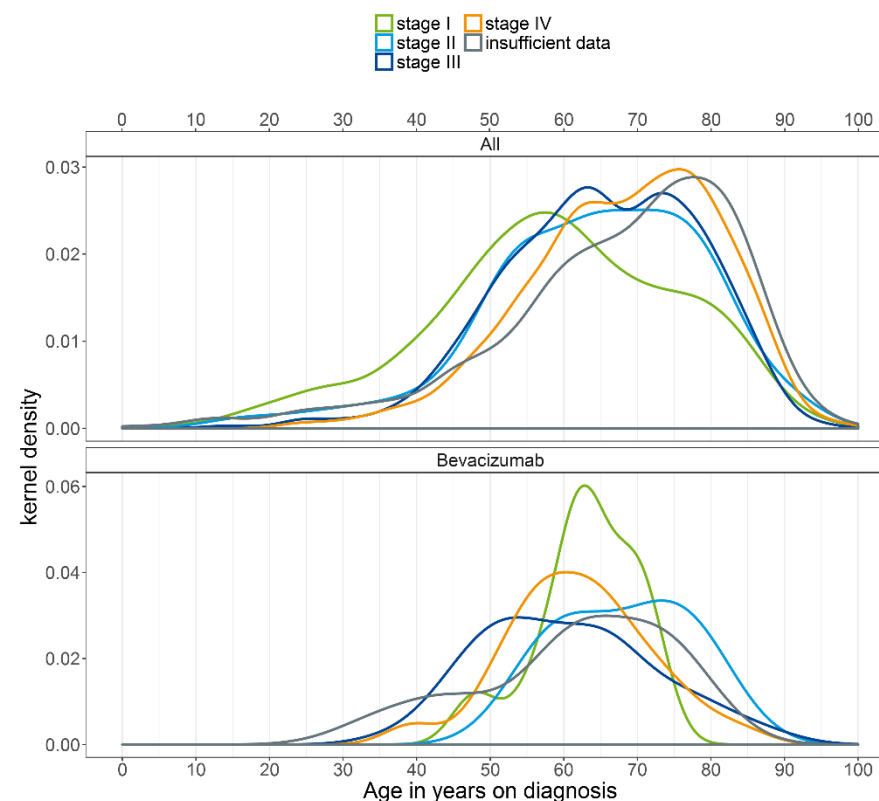 stage I stage IV
stage II insufficient data
stage III
0 10 20 30 40 50 60 70 80 90 100
All
0.03
0.02
0.01
0.00
Bevacizumab
0.06
0.04
0.02
0.00
kernel density
0 10 20 30 40 50 60 70 80 90 100
Age in years on diagnosis